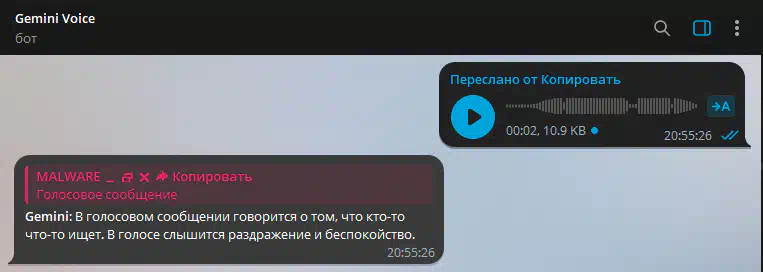 Gemini Voice
бот
Переслано от Копировать
→A
00:02, 10.9 KB
20:55:26
MALWARE _ 🗗 ✕ Копировать
Голосовое сообщение
Gemini: В голосовом сообщении говорится о том, что кто-то
что-то ищет. В голосе слышится раздражение и беспокойство.
20:55:26